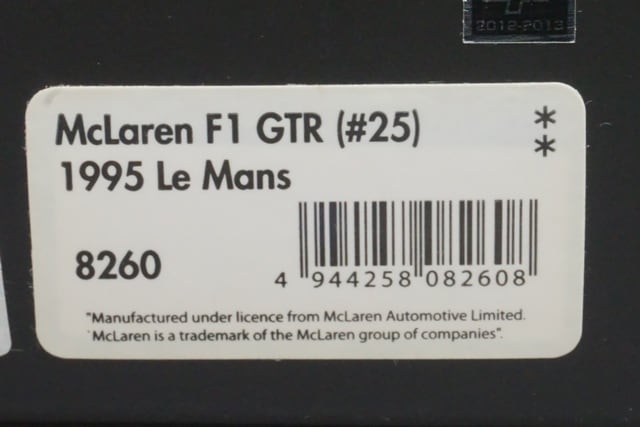 2012-2013
McLaren F1 GTR (#25) *
1995 Le Mans *
8260
4 944258 082608
"Manufactured under licence from McLaren Automotive Limited.
`McLaren is a trademark of the McLaren group of companies".